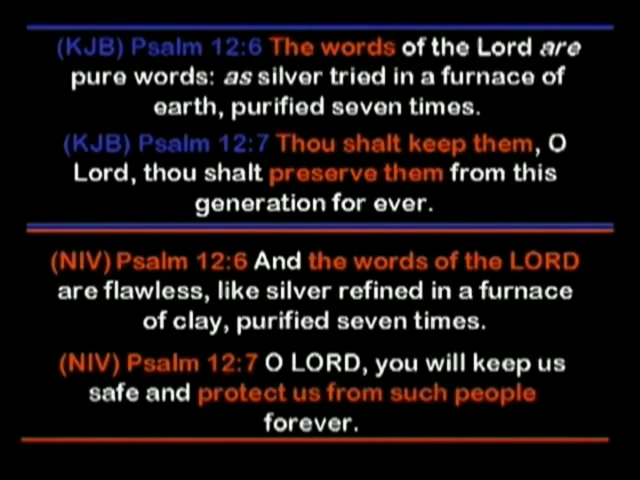 (KJB) Psalm 12:6 The words of the Lord are
pure words: as silver tried in a furnace of
earth, purified seven times.
(KJB) Psalm 12:7 Thou shalt keep them, O
Lord, thou shalt preserve them from this
generation for ever.
(NIV) Psalm 12:6 And the words of the LORD
are flawless, like silver refined in a furnace
of clay, purified seven times.
(NIV) Psalm 12:7 O LORD, you will keep us
safe and protect us from such people
forever.